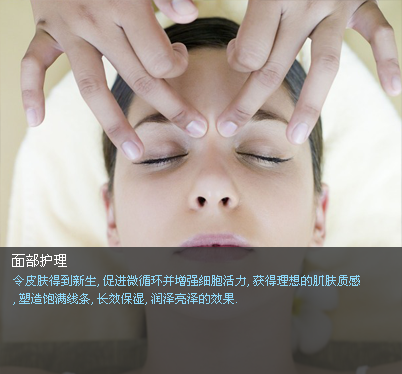 面部护理
令皮肤得到新生, 促进微循环并增强细胞活力, 获得理想的肌肤质感
, 塑造饱满线条, 长效保湿, 润泽亮泽的效果.